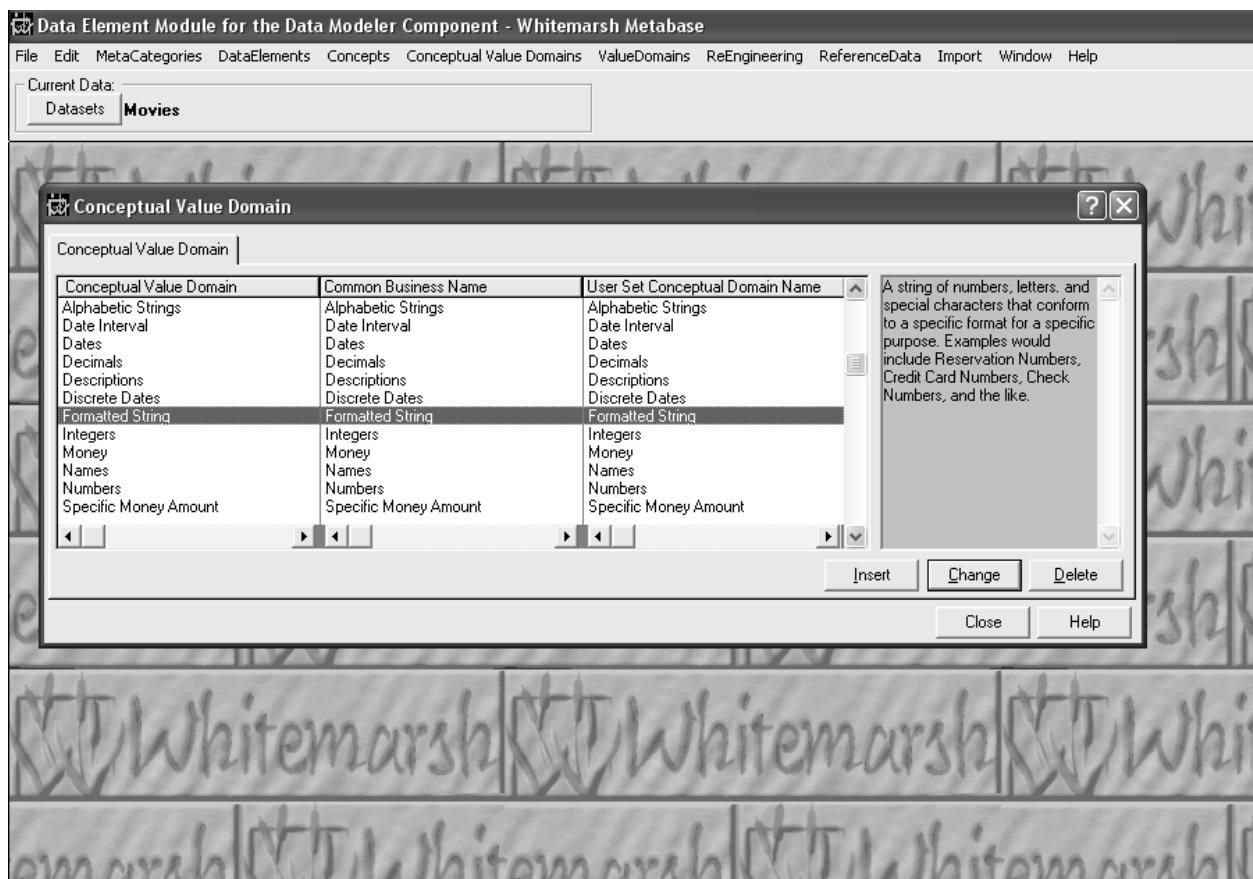 Data Element Module for the Data Modeler Component - Whitemarsh Metabase
File Edit MetaCategories DataElements Concepts Conceptual Value Domains ValueDomains ReEngineering ReferenceData Import Window Help
Current Data:
Datasets Movies
Conceptual Value Domain
Conceptual Value Domain
Conceptual Value Domain Common Business Name User Set Conceptual Domain Name
Alphabetic Strings Alphabetic Strings Alphabetic Strings
Date Interval Date Interval Date Interval
Dates Dates Dates
Decimals Decimals Decimals
Descriptions Descriptions Descriptions
Discrete Dates Discrete Dates Discrete Dates
Formatted String Formatted String Formatted String
Integers Integers Integers
Money Money Money
Names Names Names
Numbers Numbers Numbers
Specific Money Amount Specific Money Amount Specific Money Amount
A string of numbers, letters. and
special characters that conform
to a specific format for a specific
purpose. Examples would
include Reservation Numbers,
Credit Card Numbers, Check
Numbers, and the like.
Insert Change Delete
Close Help
Whitemarsh Whitemarsh